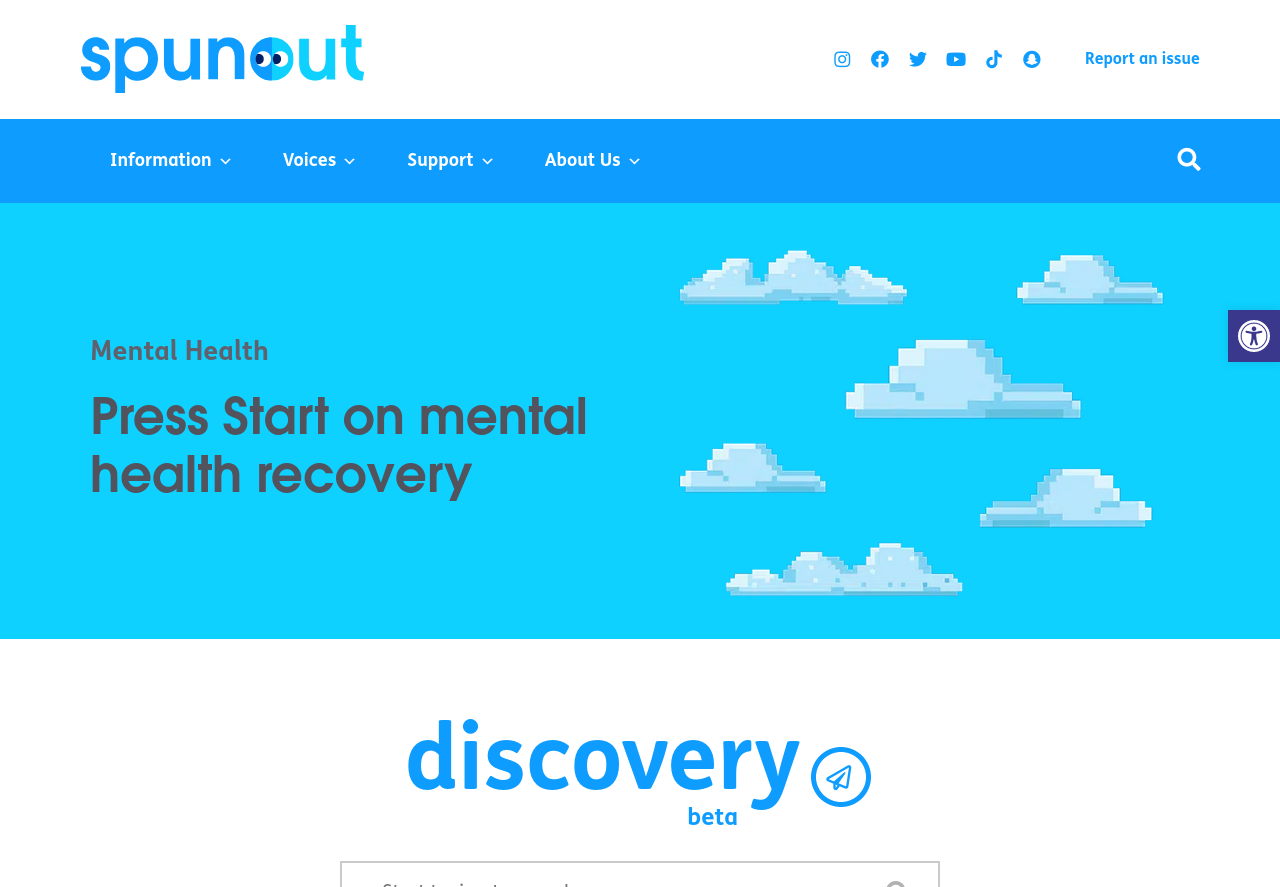 spunout
Report an issue
Information
Voices
Support
About Us
Mental Health
Press Start on mental
health recovery
discovery
beta